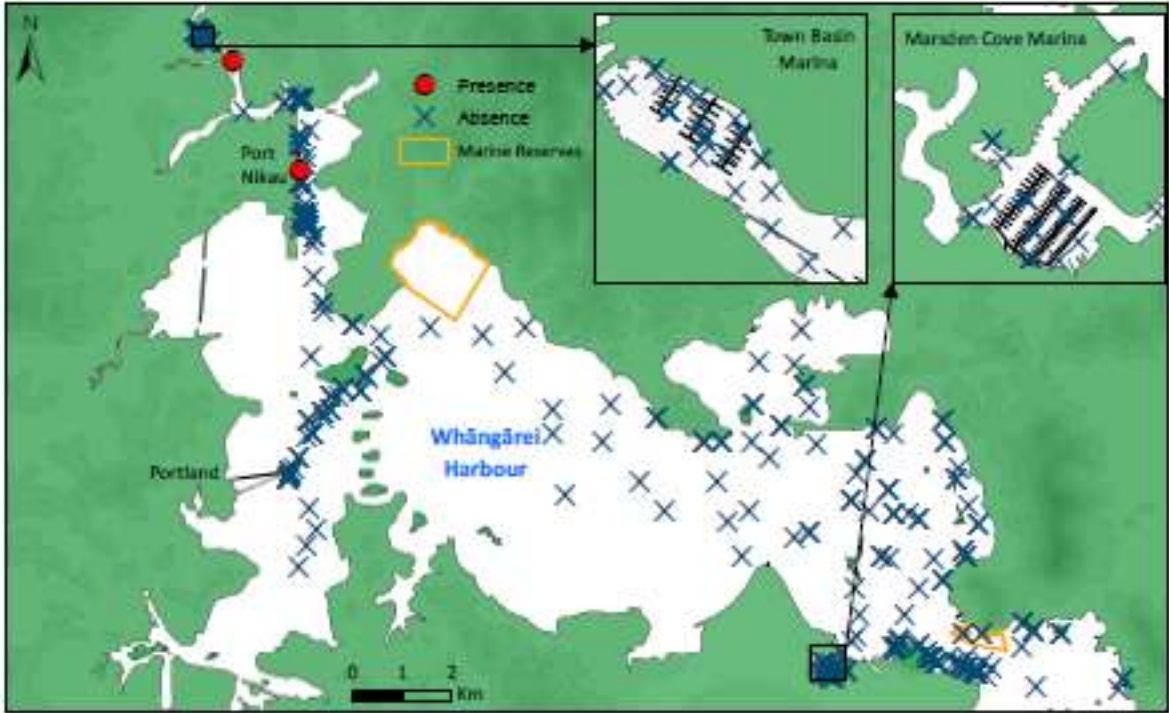 N
Town Basin
Marina
Marsden Cove Marina
Presence
Absence
Marine Reserves
Port
Nikau
Whāngārei
Harbour
Portland
0 1 2
Km